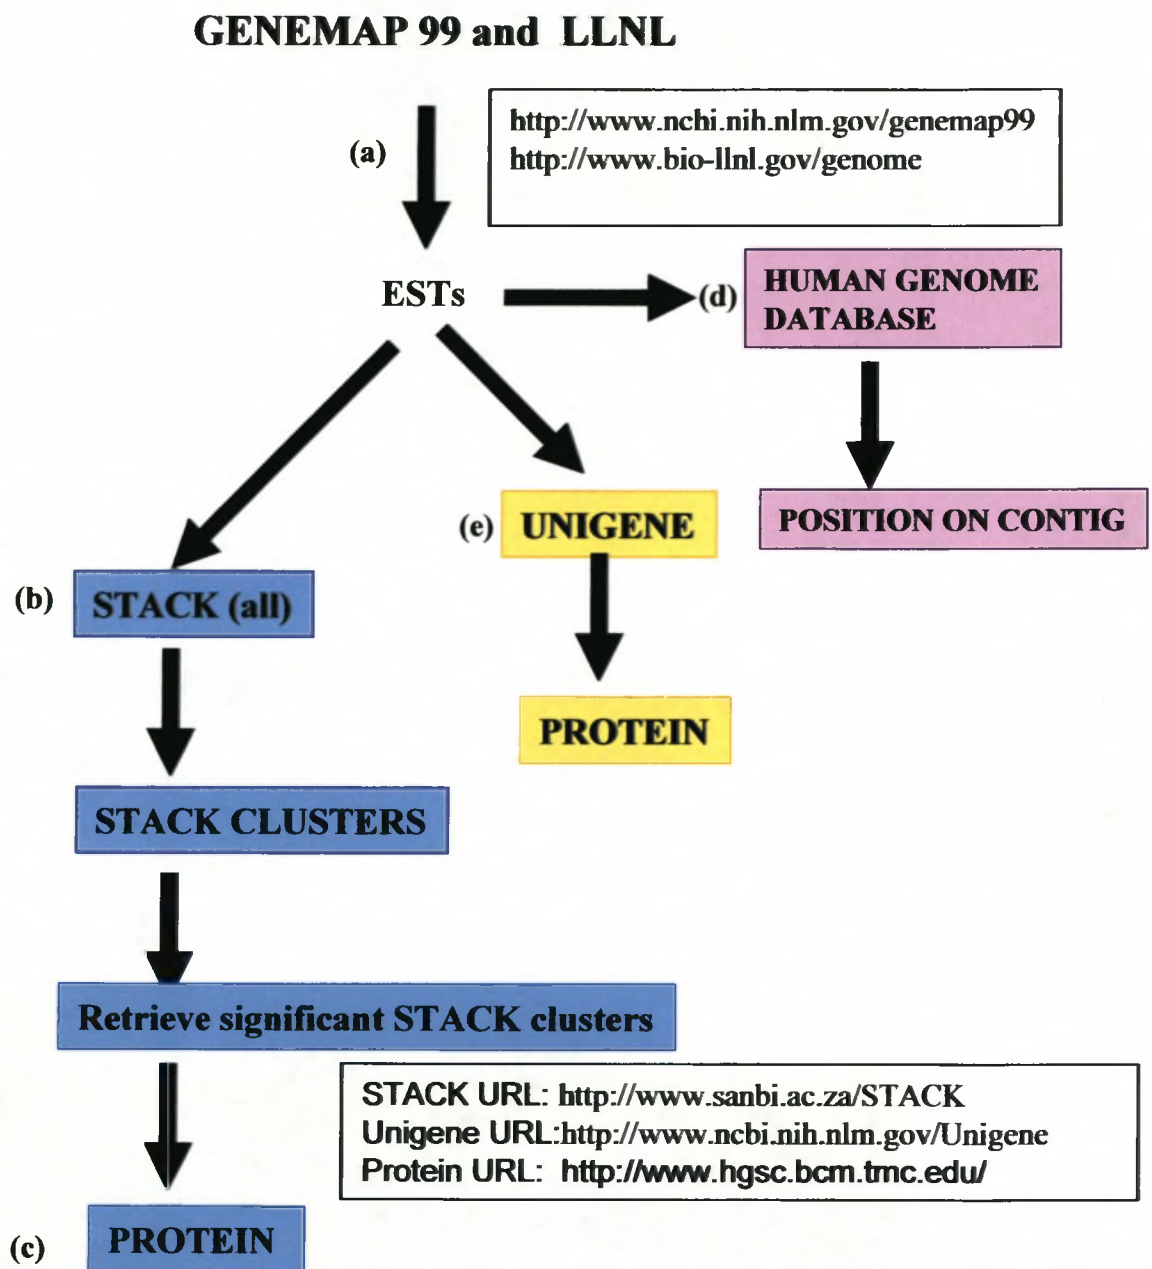 GENEMAP 99 and LLNL
(a)
http://www.nchi.nih.nlm.gov/genemap99
http://www.bio-llnl.gov/genome
ESTs
(d)
HUMAN GENOME
DATABASE
(e)
UNIGENE
POSITION ON CONTIG
(b)
STACK (all)
PROTEIN
STACK CLUSTERS
Retrieve significant STACK clusters
STACK URL: http://www.sanbi.ac.za/STACK
Unigene URL:http://www.ncbi.nih.nlm.gov/Unigene
Protein URL: http://www.hgsc.bcm.tmc.edu/
(c)
PROTEIN